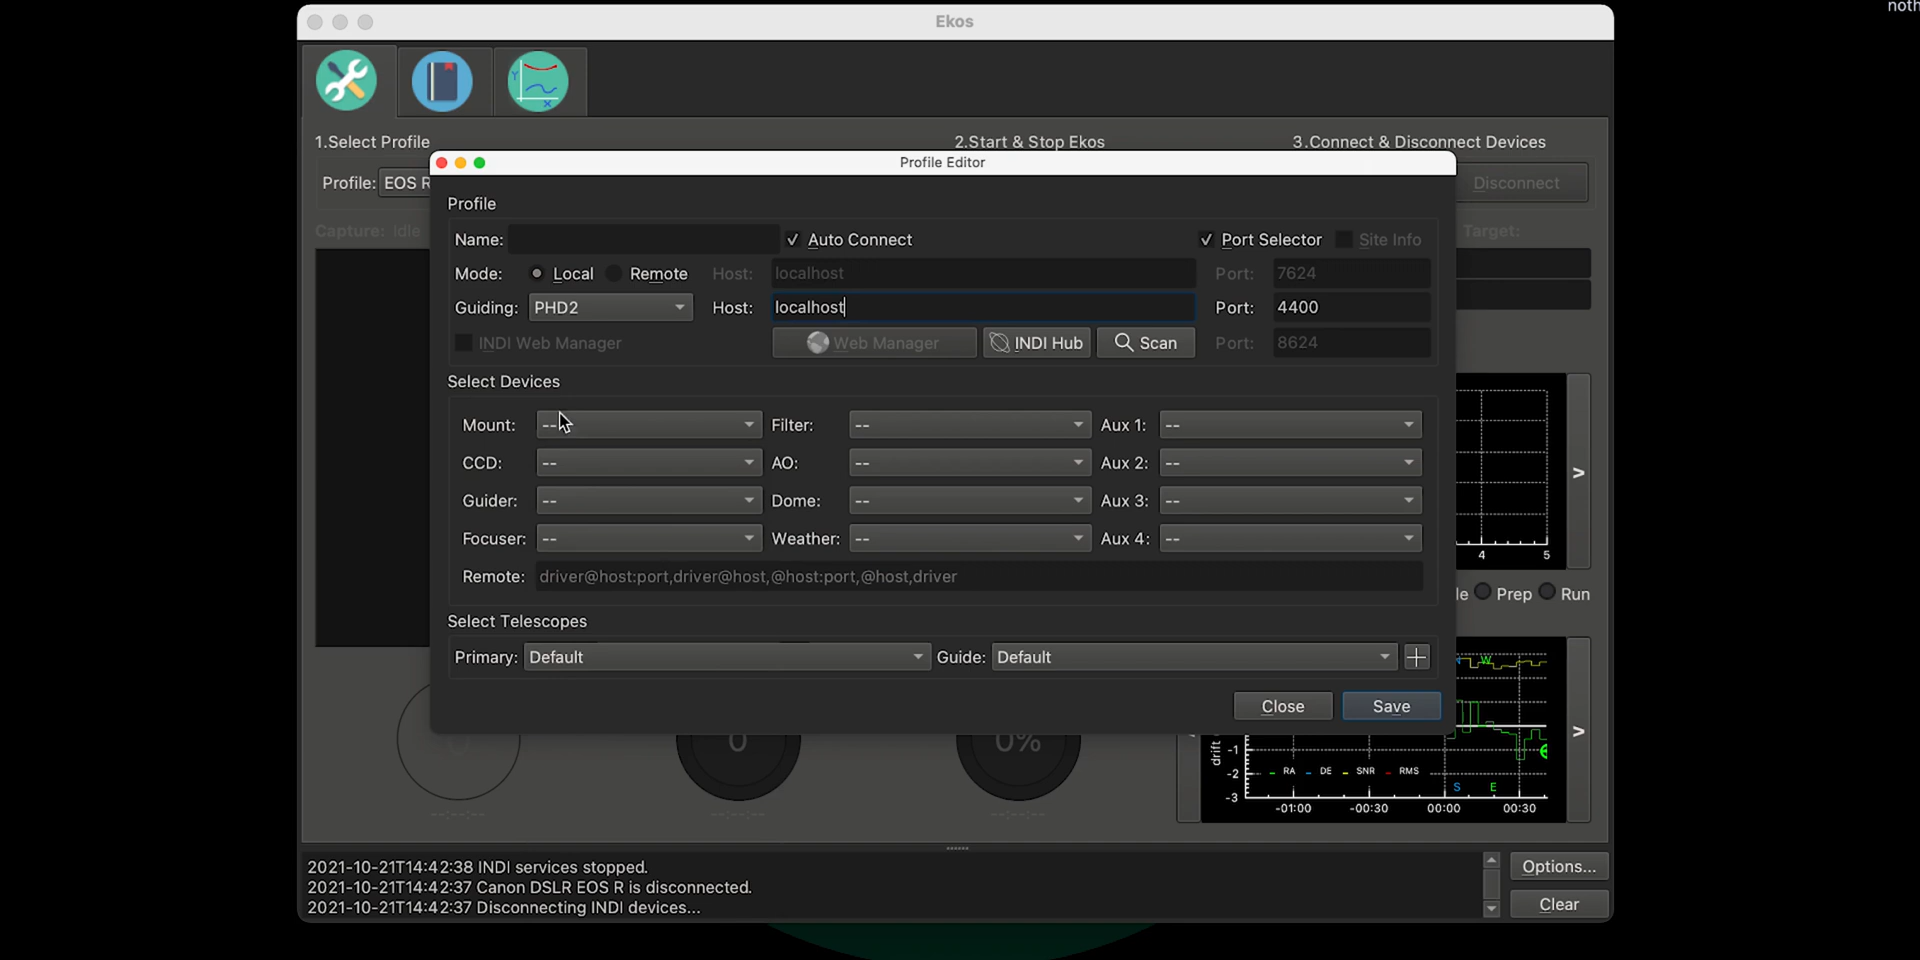 noth
Ekos
1.Select Profile
2.Start & Stop Ekos
3.Connect & Disconnect Devices
Profile: EOS R
Disconnect
Capture: Idle
Target:
Profile Editor
Profile
Name:
Auto Connect
Port Selector
Site Info
Mode: Local Remote Host: localhost Port: 7624
Guiding: PHD2 Host: localhost Port: 4400
INDI Web Manager Web Manager INDI Hub Scan Port: 8624
Select Devices
Mount: -- Filter: -- Aux 1: --
CCD: -- AO: -- Aux 2: --
Guider: -- Dome: -- Aux 3: --
Focuser: -- Weather: -- Aux 4: --
Remote: driver@host:port,driver@host,@host:port,@host,driver
Select Telescopes
Primary: Default Guide: Default
Close Save
>
4 5
le Prep Run
N W
>
0 0%
drift
-1
-2
-3
RA DE SNR RMS
S E
-01:00 -00:30 00:00 00:30
--:--:-- --:--:-- --:--:--
2021-10-21T14:42:38 INDI services stopped.
2021-10-21T14:42:37 Canon DSLR EOS R is disconnected.
2021-10-21T14:42:37 Disconnecting INDI devices...
Options...
Clear